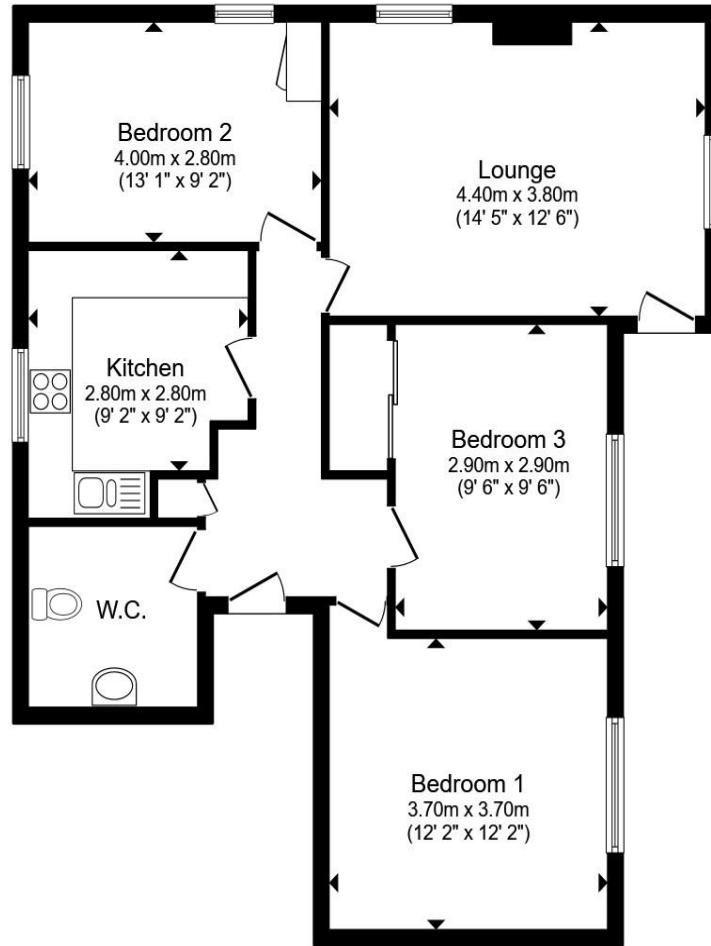 Bedroom 2
4.00m x 2.80m
(13' 1" x 9' 2")
Lounge
4.40m x 3.80m
(14' 5" x 12' 6")
Kitchen
2.80m x 2.80m
(9' 2" x 9' 2")
Bedroom 3
2.90m x 2.90m
(9' 6" x 9' 6")
W.C.
Bedroom 1
3.70m x 3.70m
(12' 2" x 12' 2")